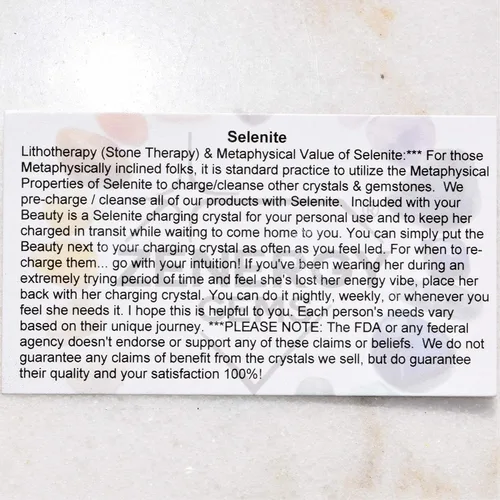 Selenite
Lithotherapy (Stone Therapy) & Metaphysical Value of Selenite:*** For those
Metaphysically inclined folks, it is standard practice to utilize the Metaphysical
Properties of Selenite to charge/cleanse other crystals & gemstones.  We
pre-charge / cleanse all of our products with Selenite.  Included with your
Beauty is a Selenite charging crystal for your personal use and to keep her
charged in transit while waiting to come home to you. You can simply put the
Beauty next to your charging crystal as often as you feel led. For when to re-
charge them... go with your intuition! If you've been wearing her during an
extremely trying period of time and feel she's lost her energy vibe, place her
back with her charging crystal. You can do it nightly, weekly, or whenever you
feel she needs it. I hope this is helpful to you. Each person's needs vary
based on their unique journey. ***PLEASE NOTE: The FDA or any federal
agency doesn't endorse or support any of these claims or beliefs.  We do not
guarantee any claims of benefit from the crystals we sell, but do guarantee
their quality and your satisfaction 100%!